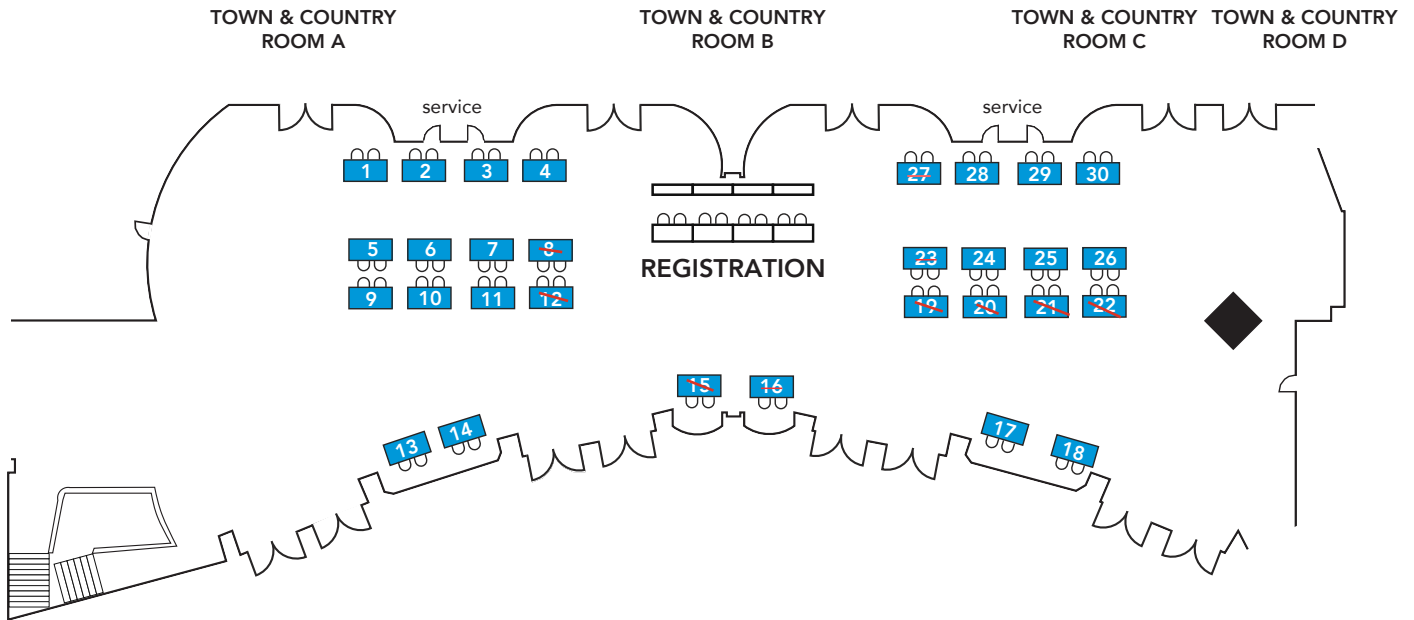 TOWN & COUNTRY
ROOM A
TOWN & COUNTRY
ROOM B
TOWN & COUNTRY
ROOM C
TOWN & COUNTRY
ROOM D
service
service
1 2 3 4
27 28 29 30
5 6 7 8
REGISTRATION
23 24 25 26
9 10 11 12
19 20 21 22
15 16
13 14
17 18